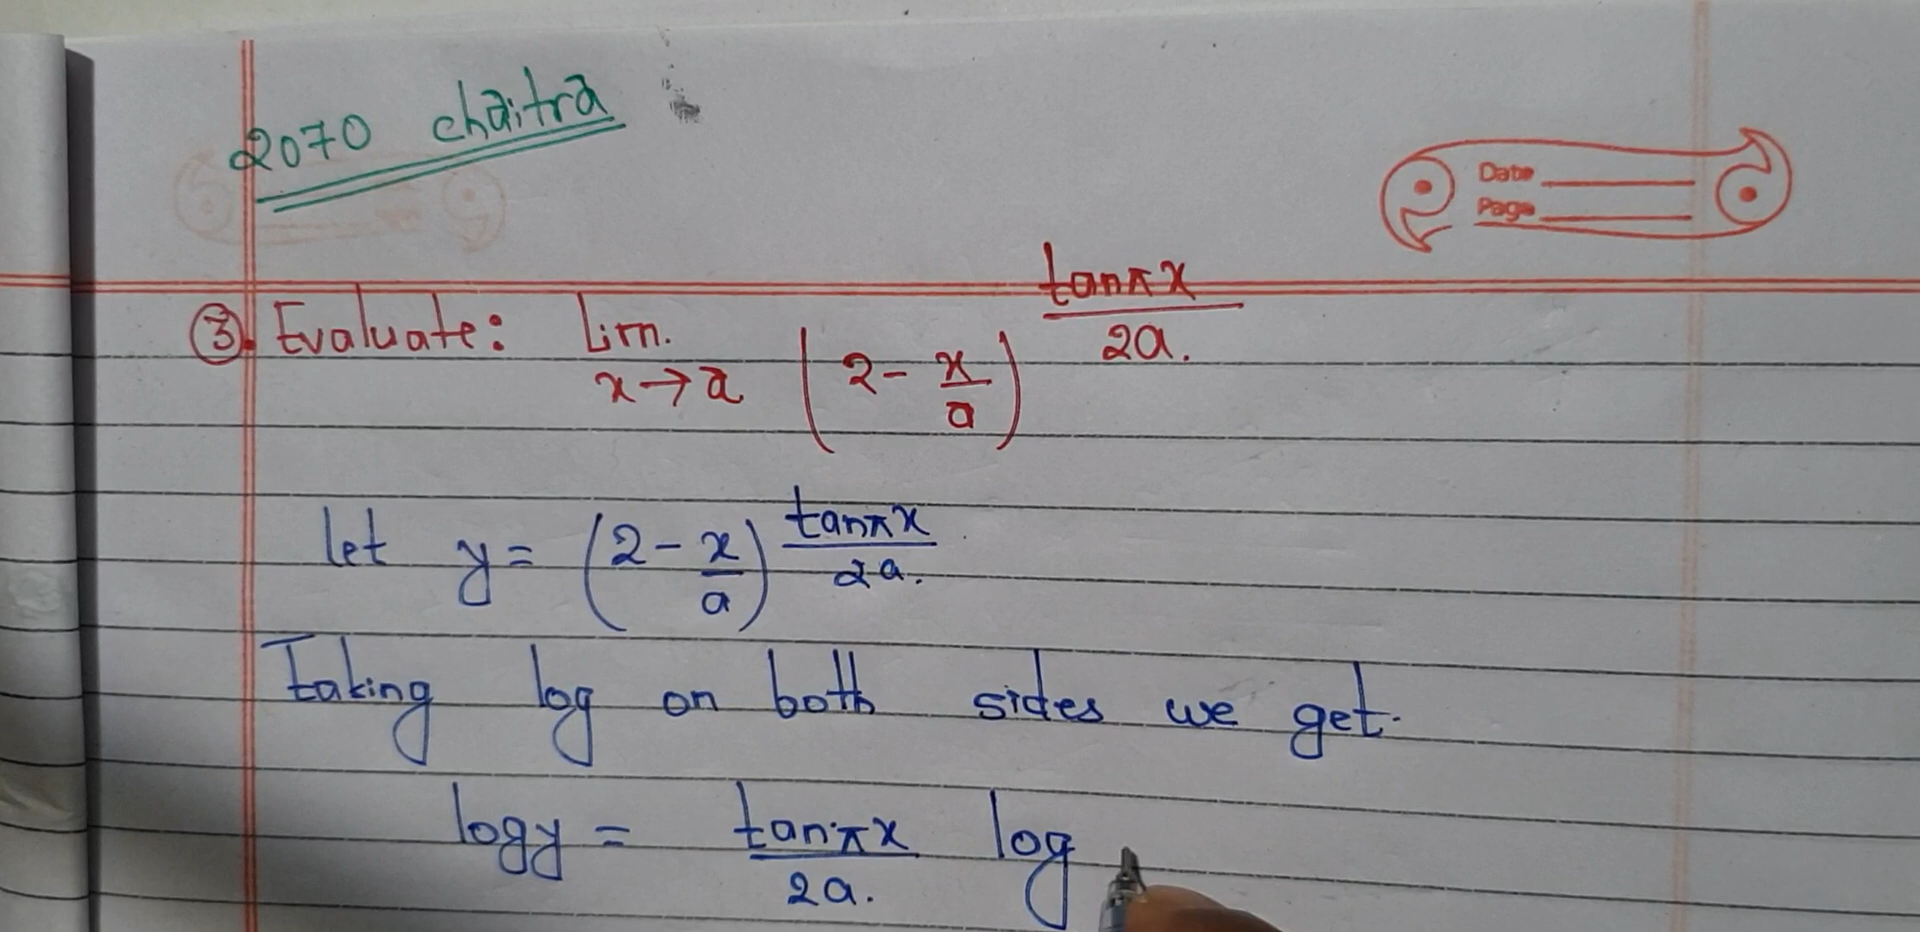 2070 chaitra
Date
Page
③. Evaluate: Lim. x→a (2 - x/a)^(tanπx/2a.)
let y = (2 - x/a)^(tanπx/2a.)
Taking log on both sides we get.
logy = tanπx/2a. log